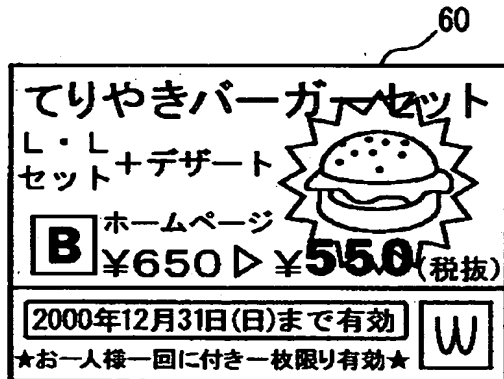 60
てりやきバーガーセット
L・L
セット+デザート
B ホームページ
¥650▷¥550(税抜)
2000年12月31日(日)まで有効
W
★お一人様一回に付き一枚限り有効★